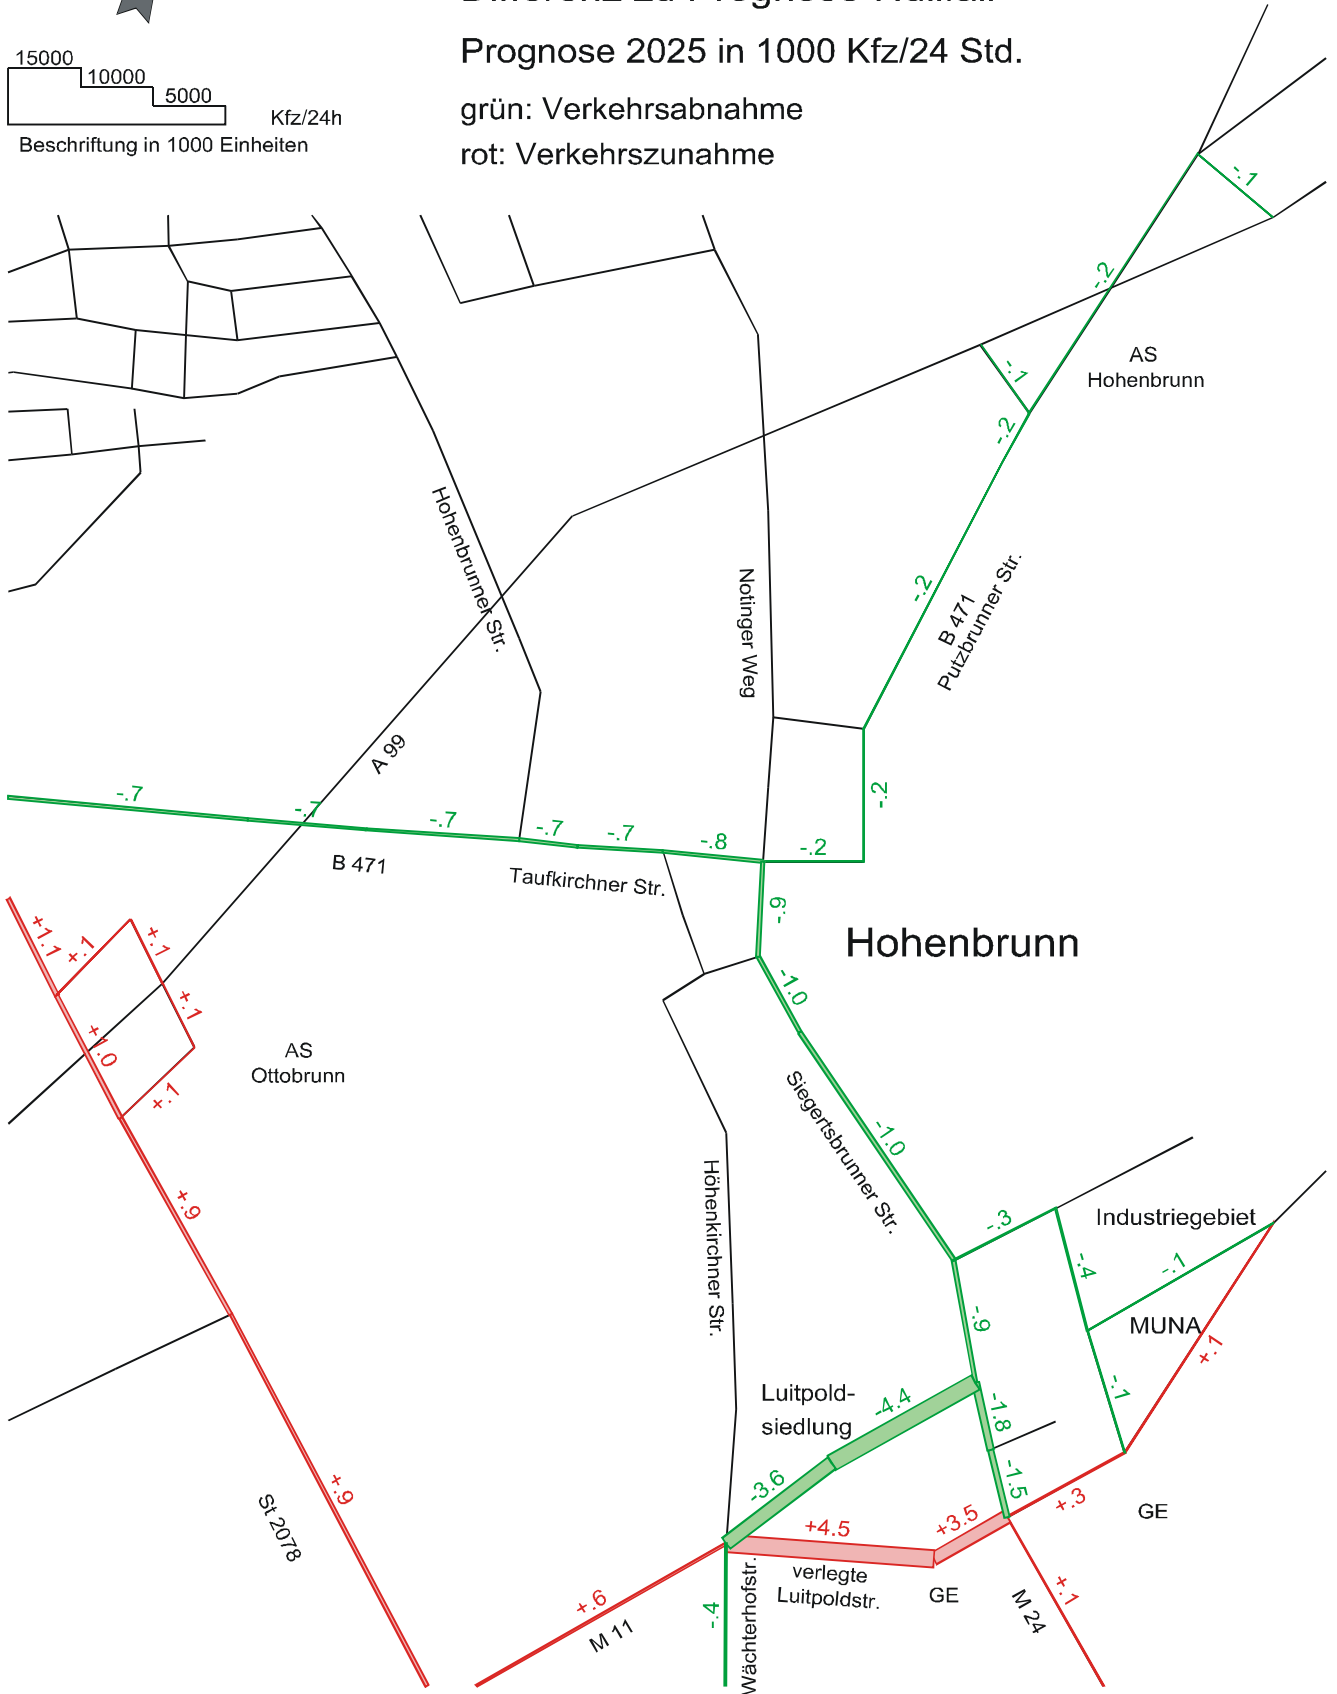 Prognose 2025 in 1000 Kfz/24 Std.
grün: Verkehrsabnahme
rot: Verkehrszunahme
15000
10000
5000
Kfz/24h
Beschriftung in 1000 Einheiten
-.1
-.2
AS
Hohenbrunn
-.1
-.2
Hohenbrunner Str.
Notinger Weg
-.2
B 471
Putzbrunner Str.
A 99
-.7
-.7
-.7
-.7
-.7
-.8
-.2
-.2
B 471
Taufkirchner Str.
-.9
Hohenbrunn
+1.1
+.1
+.1
+.1
+1.0
+.1
AS
Ottobrunn
-1.0
Siegertsbrunner Str.
-1.0
+.9
Höhenkirchner Str.
-.3
Industriegebiet
-.4
-.1
MUNA
+.1
-.9
-.1
Luitpold-
siedlung
-4.4
-1.8
-3.6
-1.5
+.9
St 2078
+4.5
+3.5
+.3
GE
verlegte
Luitpoldstr.
GE
+.6
M 11
-.4
Wächterhofstr.
M 24
+.1